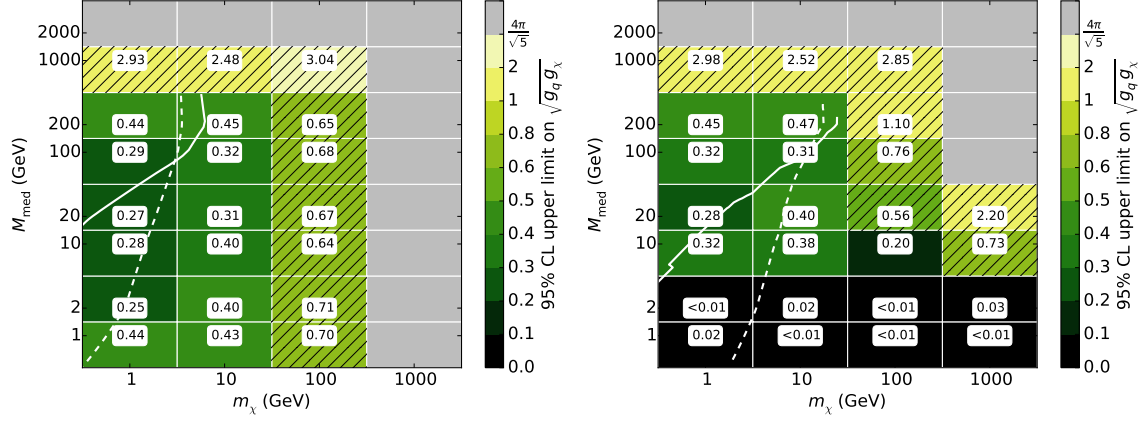 2000
1000
200
100
20
10
2
1
M_med (GeV)
2.93 2.48 3.04
0.44 0.45 0.65
0.29 0.32 0.68
0.27 0.31 0.67
0.28 0.40 0.64
0.25 0.40 0.71
0.44 0.43 0.70
1 10 100 1000
m_χ (GeV)
4π/√5
2
1
0.8
0.6
0.5
0.4
0.3
0.2
0.1
0.0
95% CL upper limit on √g_q g_χ
2000
1000
200
100
20
10
2
1
M_med (GeV)
2.98 2.52 2.85
0.45 0.47 1.10
0.32 0.31 0.76
0.28 0.40 0.56 2.20
0.32 0.38 0.20 0.73
<0.01 0.02 <0.01 0.03
0.02 <0.01 <0.01 <0.01
1 10 100 1000
m_χ (GeV)
4π/√5
2
1
0.8
0.6
0.5
0.4
0.3
0.2
0.1
0.0
95% CL upper limit on √g_q g_χ